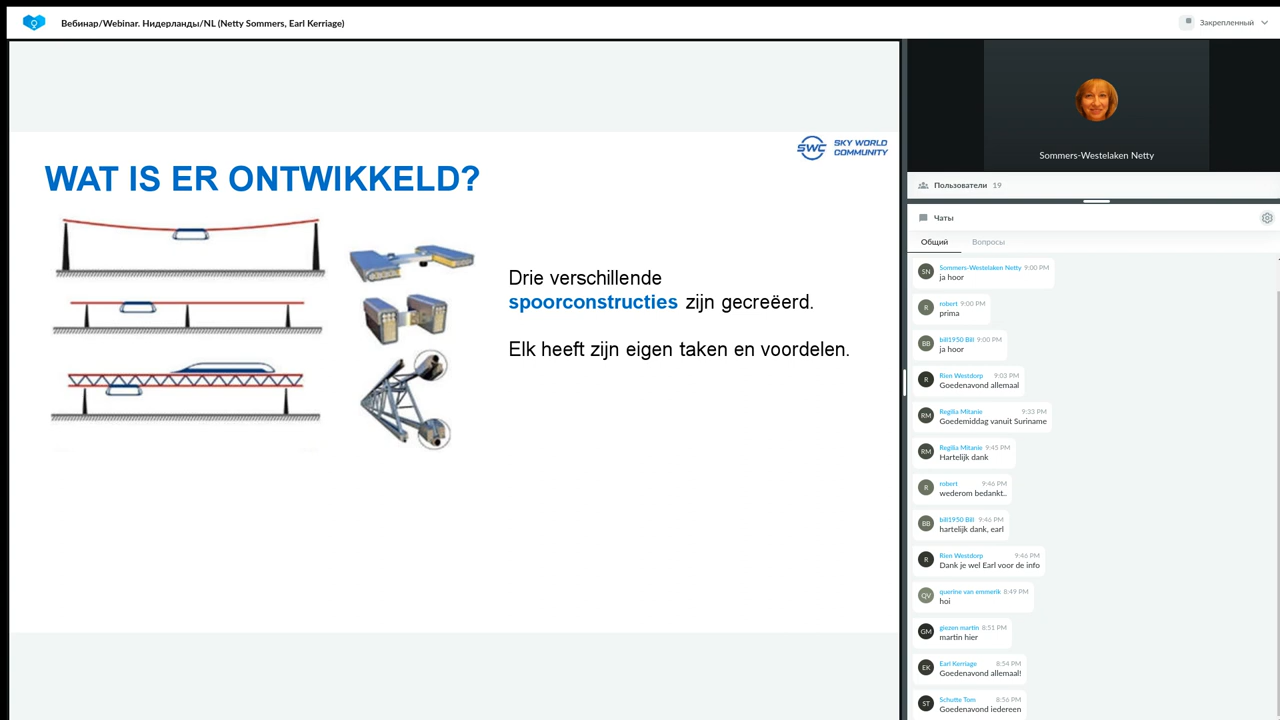 Вебинар/Webinar. Нидерланды/NL (Netty Sommers, Earl Kerriage)
Закрепленный
SWC SKY WORLD
COMMUNITY
WAT IS ER ONTWIKKELD?
Drie verschillende
spoorconstructies zijn gecreëerd.
Elk heeft zijn eigen taken en voordelen.
Sommers-Westelaken Netty
Пользователи 19
Чаты
Общий Вопросы
SN Sommers-Westelaken Netty 9:00 PM
ja hoor
R robert 9:00 PM
prima
BB bill1950 Bill 9:00 PM
ja hoor
R Rien Westdorp 9:03 PM
Goedenavond allemaal
RM Regilia Mitanie 9:33 PM
Goedemiddag vanuit Suriname
RM Regilia Mitanie 9:45 PM
Hartelijk dank
R robert 9:46 PM
wederom bedankt..
BB bill1950 Bill 9:46 PM
hartelijk dank, earl
R Rien Westdorp 9:46 PM
Dank je wel Earl voor de info
QV querine van emmerik 8:49 PM
hoi
GM giezen martin 8:51 PM
martin hier
EK Earl Kerriage 8:54 PM
Goedenavond allemaal!
ST Schutte Tom 8:56 PM
Goedenavond iedereen